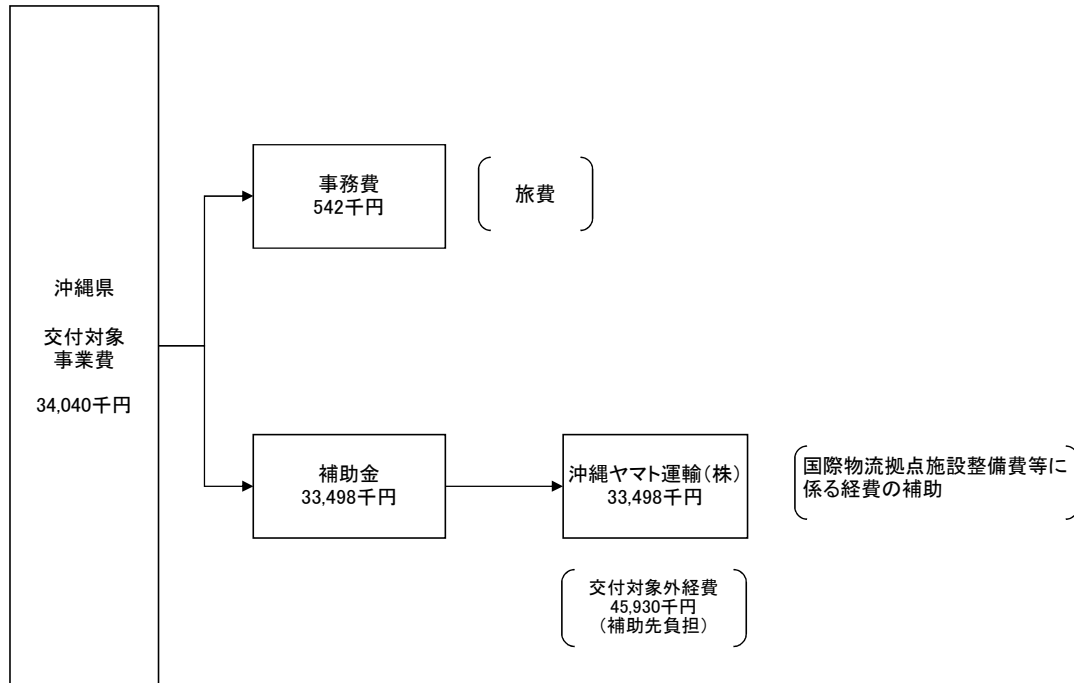 沖縄県
交付対象
事業費
34,040千円
事務費
542千円
旅費
補助金
33,498千円
沖縄ヤマト運輸(株)
33,498千円
国際物流拠点施設整備費等に
係る経費の補助
交付対象外経費
45,930千円
(補助先負担)